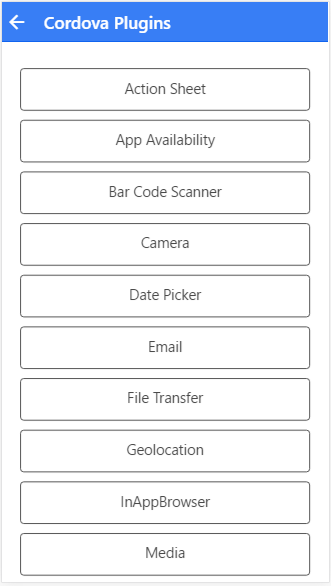 Cordova Plugins
Action Sheet
App Availability
Bar Code Scanner
Camera
Date Picker
Email
File Transfer
Geolocation
InAppBrowser
Media